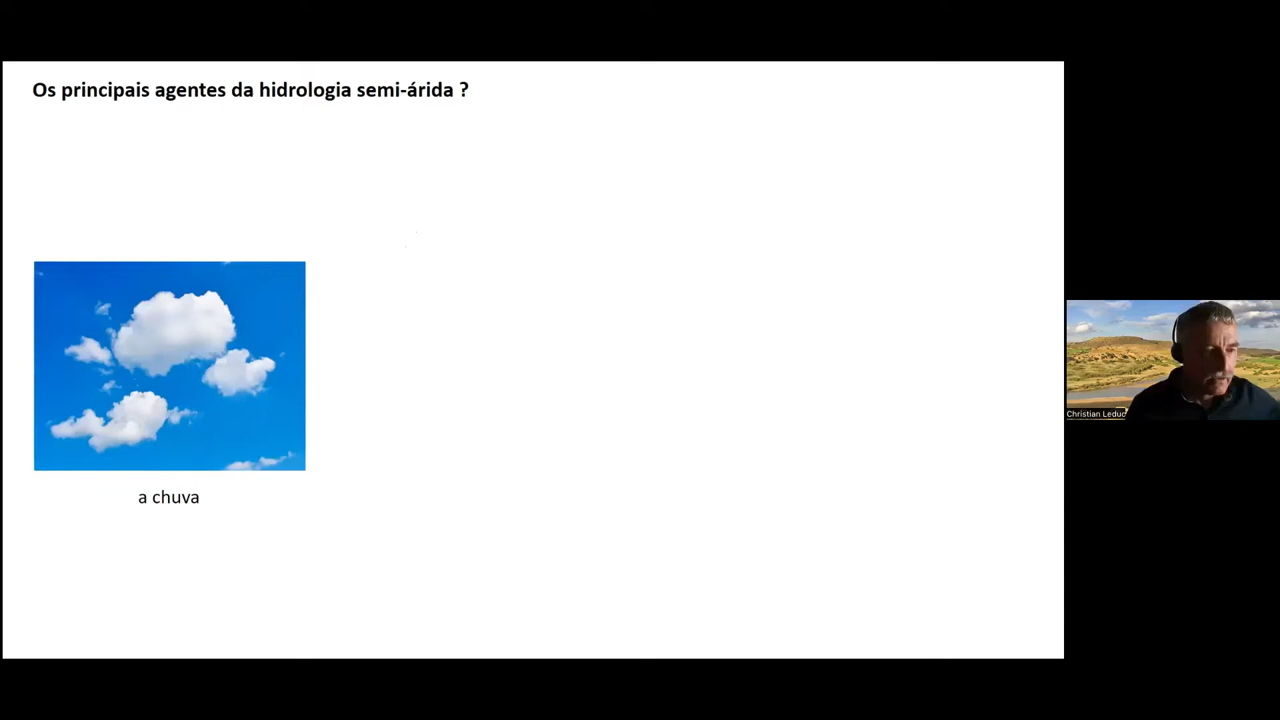 Os principais agentes da hidrologia semi-árida ?
a chuva
Christian Leduc